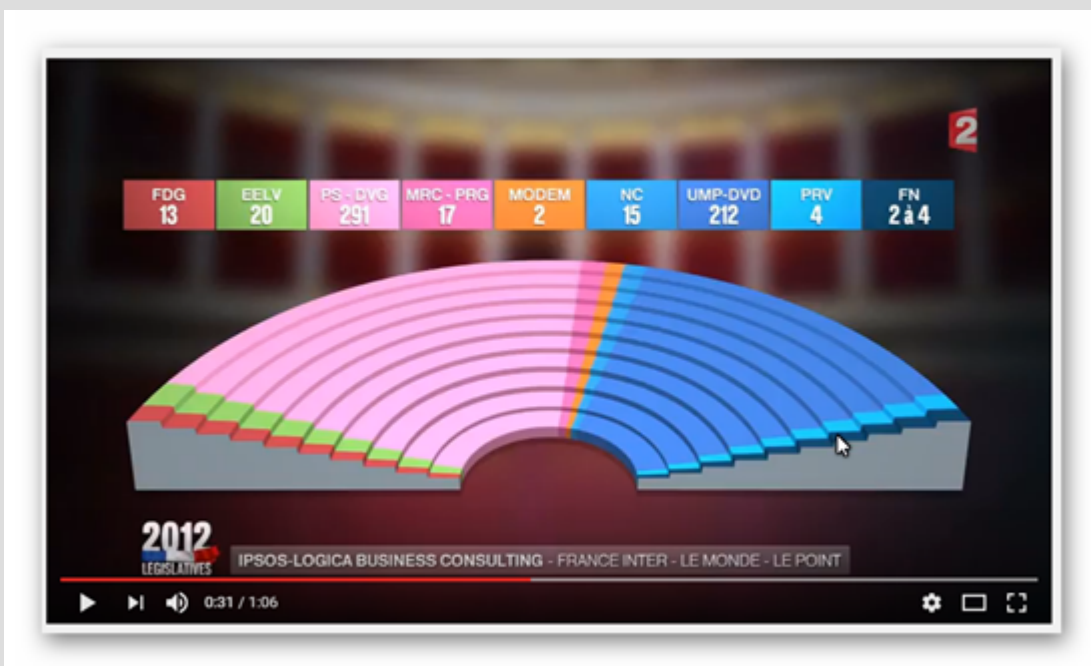 2
FDG EELV PS - DVG MRC - PRG MODEM NC UMP-DVD PRV FN
13 20 291 17 2 15 212 4 2 à 4
2012
LEGISLATIVES
IPSOS-LOGICA BUSINESS CONSULTING - FRANCE INTER - LE MONDE - LE POINT
0:31 / 1:06